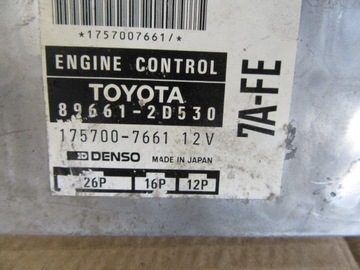 *1757007661/*
ENGINE CONTROL
TOYOTA
89661-2D530
175700-7661 12V
DENSO MADE IN JAPAN
26P 16P 12P
7A-FE